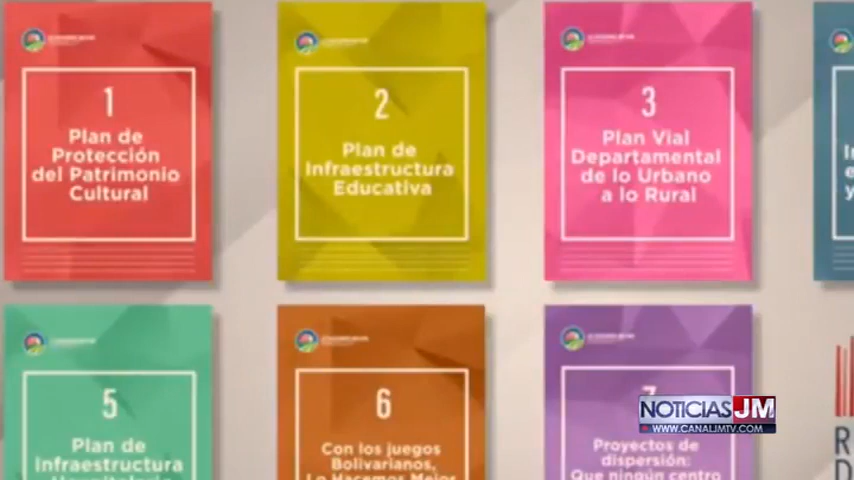 1
Plan de
Protección
del Patrimonio
Cultural
2
Plan de
Infraestructura
Educativa
3
Plan Vial
Departamental
de lo Urbano
a lo Rural
5
Plan de
Infraestructura
6
Con los juegos
Bolivarianos,
Lo Hacemos Mejor
7
Proyectos de
dispersión:
Que ningún centro
NOTICIAS JM
WWW.CANALJMTV.COM
R
D